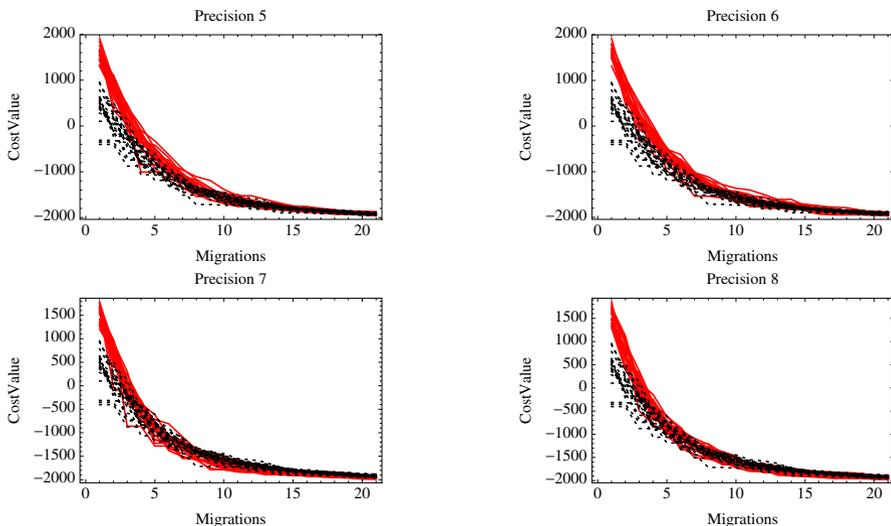 Precision 5
Precision 6
2000
1000
0
−1000
−2000
CostValue
0 5 10 15 20
Migrations
2000
1000
0
−1000
−2000
CostValue
0 5 10 15 20
Migrations
Precision 7
Precision 8
1500
1000
500
0
−500
−1000
−1500
−2000
CostValue
0 5 10 15 20
Migrations
1500
1000
500
0
−500
−1000
−1500
−2000
CostValue
0 5 10 15 20
Migrations